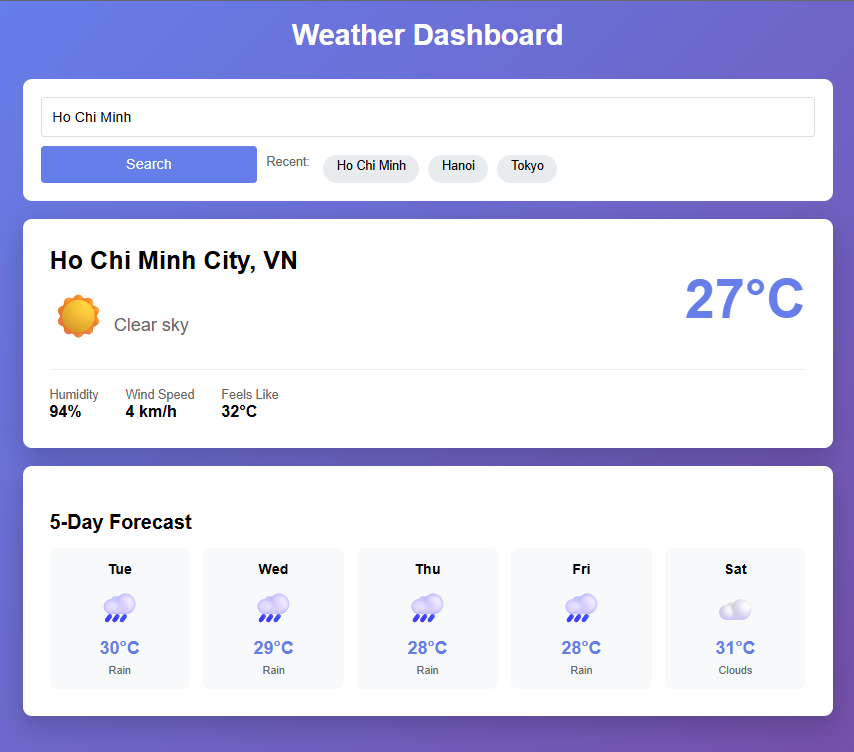 Weather Dashboard
Ho Chi Minh
Search Recent: Ho Chi Minh Hanoi Tokyo
Ho Chi Minh City, VN
27°C
Clear sky
Humidity Wind Speed Feels Like
94% 4 km/h 32°C
5-Day Forecast
Tue Wed Thu Fri Sat
30°C 29°C 28°C 28°C 31°C
Rain Rain Rain Rain Clouds